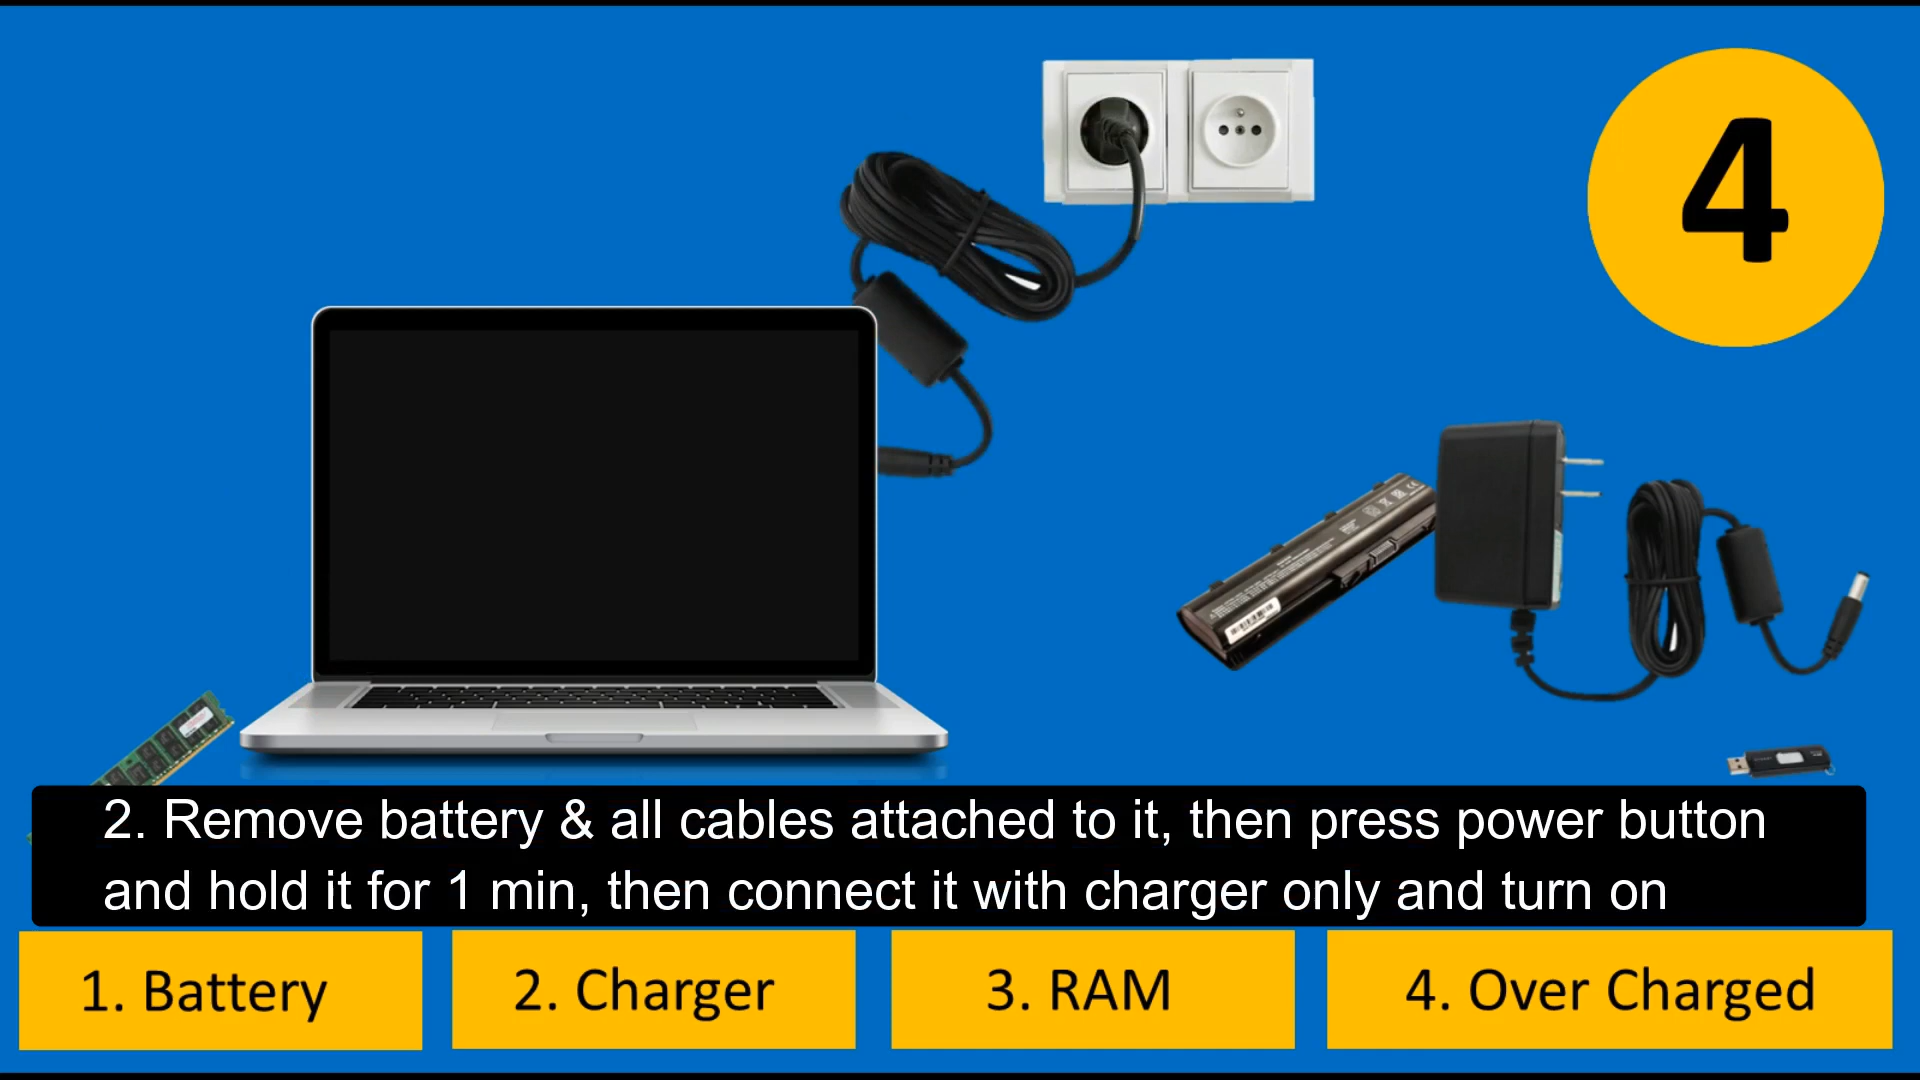 4
2. Remove battery & all cables attached to it, then press power button
and hold it for 1 min, then connect it with charger only and turn on
1. Battery
2. Charger
3. RAM
4. Over Charged